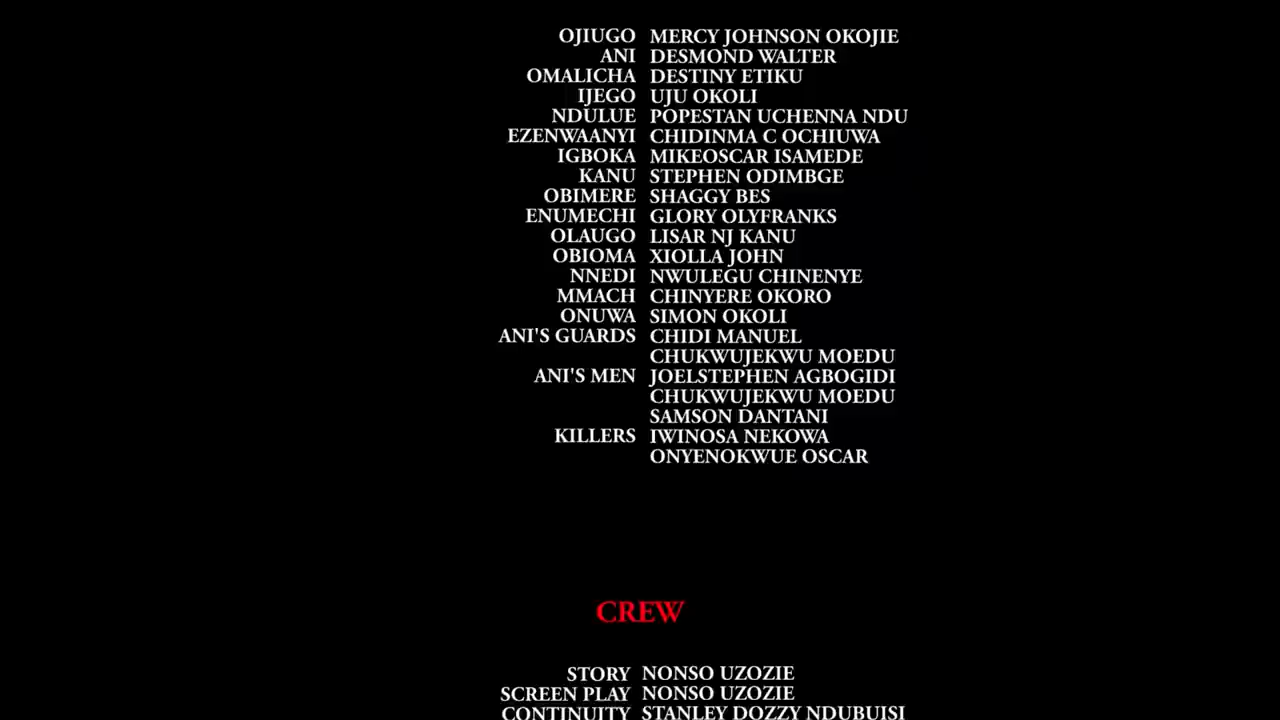 OJIUGO MERCY JOHNSON OKOJIE
ANI DESMOND WALTER
OMALICHA DESTINY ETIKU
IJEGO UJU OKOLI
NDULUE POPESTAN UCHENNA NDU
EZENWAANYI CHIDINMA C OCHIUWA
IGBOKA MIKEOSCAR ISAMEDE
KANU STEPHEN ODIMBGE
OBIMERE SHAGGY BES
ENUMECHI GLORY OLYFRANKS
OLAUGO LISAR NJ KANU
OBIOMA XIOLLA JOHN
NNEDI NWULEGU CHINENYE
MMACH CHINYERE OKORO
ONUWA SIMON OKOLI
ANI'S GUARDS CHIDI MANUEL
CHUKWUJEKWU MOEDU
ANI'S MEN JOELSTEPHEN AGBOGIDI
CHUKWUJEKWU MOEDU
SAMSON DANTANI
KILLERS IWINOSA NEKOWA
ONYENOKWUE OSCAR
CREW
STORY NONSO UZOZIE
SCREEN PLAY NONSO UZOZIE
CONTINUITY STANLEY DOZZY NDUBUISI